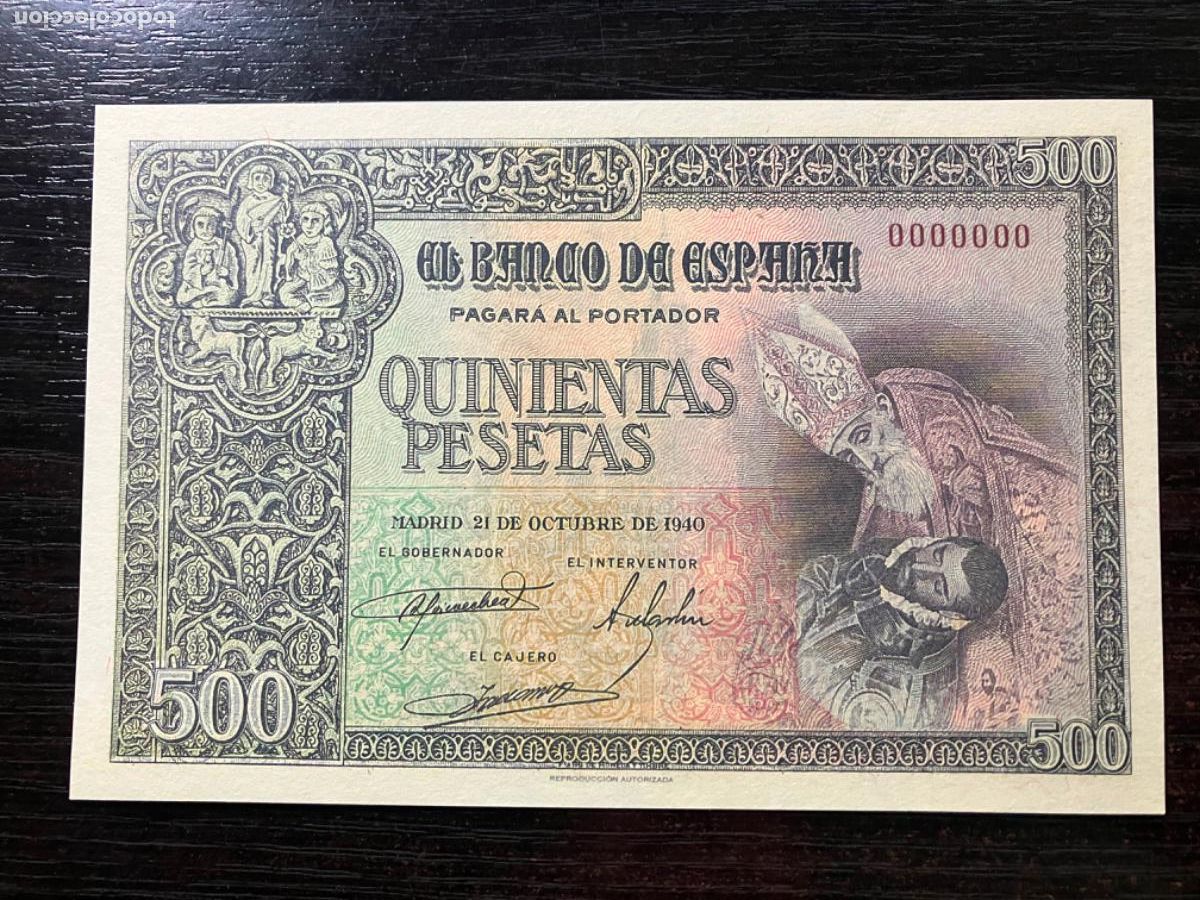 todocoleccion
500
0000000
EL BANCO DE ESPAÑA
PAGARÁ AL PORTADOR
QUINIENTAS
PESETAS
MADRID 21 DE OCTUBRE DE 1940
EL GOBERNADOR
EL INTERVENTOR
EL CAJERO
500
500
REPRODUCCIÓN AUTORIZADA